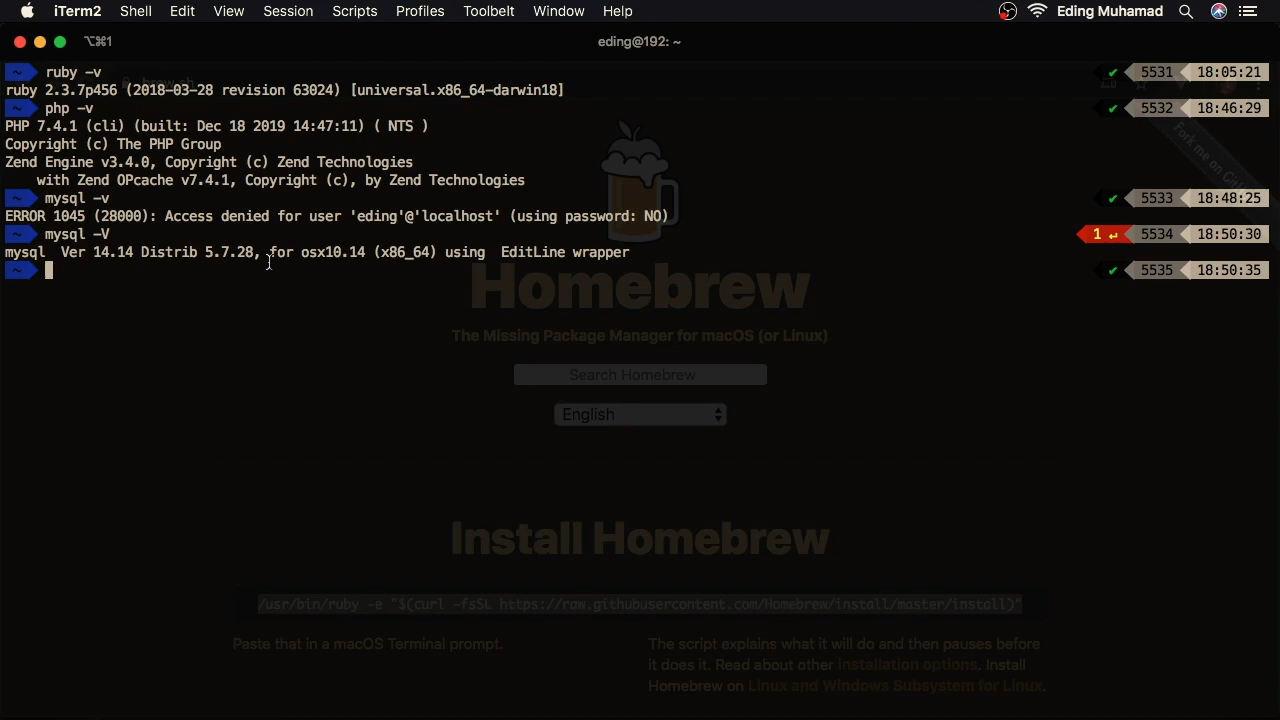 iTerm2 Shell Edit View Session Scripts Profiles Toolbelt Window Help Eding Muhamad
⌥⌘1 eding@192: ~
~ ruby -v ✔ 5531 18:05:21
brew.sh
ruby 2.3.7p456 (2018-03-28 revision 63024) [universal.x86_64-darwin18]
~ php -v ✔ 5532 18:46:29
PHP 7.4.1 (cli) (built: Dec 18 2019 14:47:11) ( NTS )
Copyright (c) The PHP Group
Zend Engine v3.4.0, Copyright (c) Zend Technologies
with Zend OPcache v7.4.1, Copyright (c), by Zend Technologies
Fork me on Git
~ mysql -v ✔ 5533 18:48:25
ERROR 1045 (28000): Access denied for user 'eding'@'localhost' (using password: NO)
~ mysql -V 1 ↵ 5534 18:50:30
mysql  Ver 14.14 Distrib 5.7.28, for osx10.14 (x86_64) using  EditLine wrapper
~ ✔ 5535 18:50:35
Homebrew
The Missing Package Manager for macOS (or Linux)
Search Homebrew
English
Install Homebrew
/usr/bin/ruby -e "$(curl -fsSL https://raw.githubusercontent.com/Homebrew/install/master/install)"
Paste that in a macOS Terminal prompt.
The script explains what it will do and then pauses before
it does it. Read about other installation options. Install
Homebrew on Linux and Windows Subsystem for Linux.